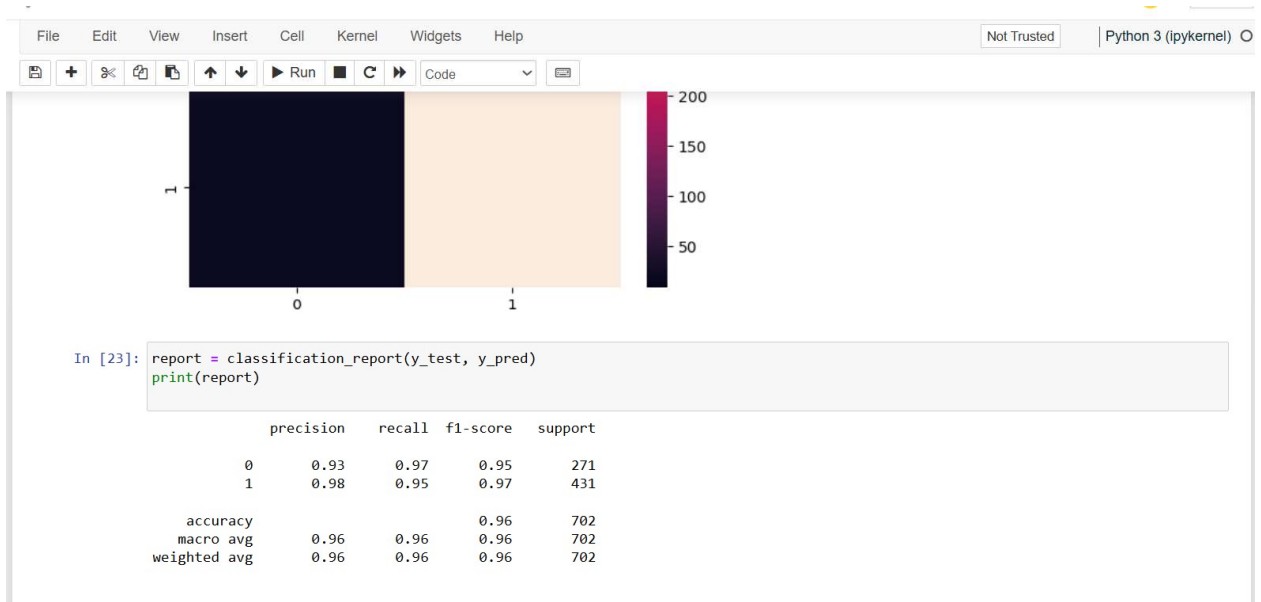 File Edit View Insert Cell Kernel Widgets Help Not Trusted Python 3 (ipykernel)
Run Code
200
150
1
100
50
0 1
In [23]: report = classification_report(y_test, y_pred)
print(report)
precision recall f1-score support
0 0.93 0.97 0.95 271
1 0.98 0.95 0.97 431
accuracy 0.96 702
macro avg 0.96 0.96 0.96 702
weighted avg 0.96 0.96 0.96 702